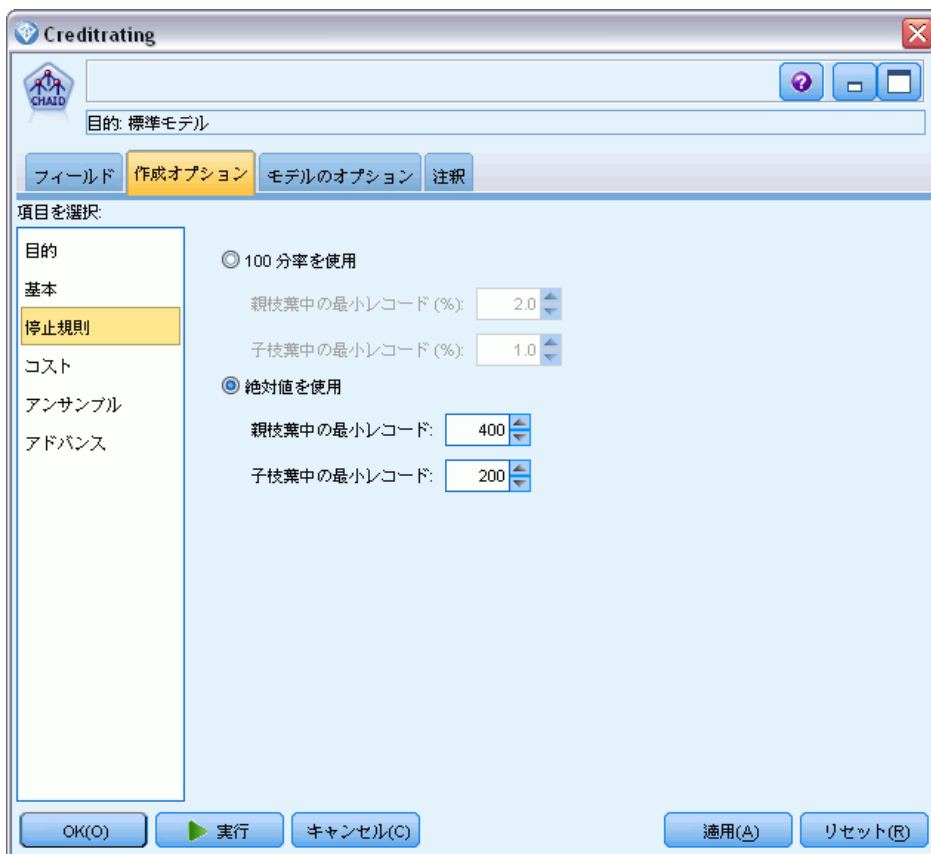 Creditrating
CHAID
目的: 標準モデル
フィールド 作成オプション モデルのオプション 注釈
項目を選択:
目的
基本
停止規則
コスト
アンサンブル
アドバンス
100 分率を使用
親枝葉中の最小レコード (%): 2.0
子枝葉中の最小レコード (%): 1.0
絶対値を使用
親枝葉中の最小レコード: 400
子枝葉中の最小レコード: 200
OK(O) 実行 キャンセル(C) 適用(A) リセット(R)